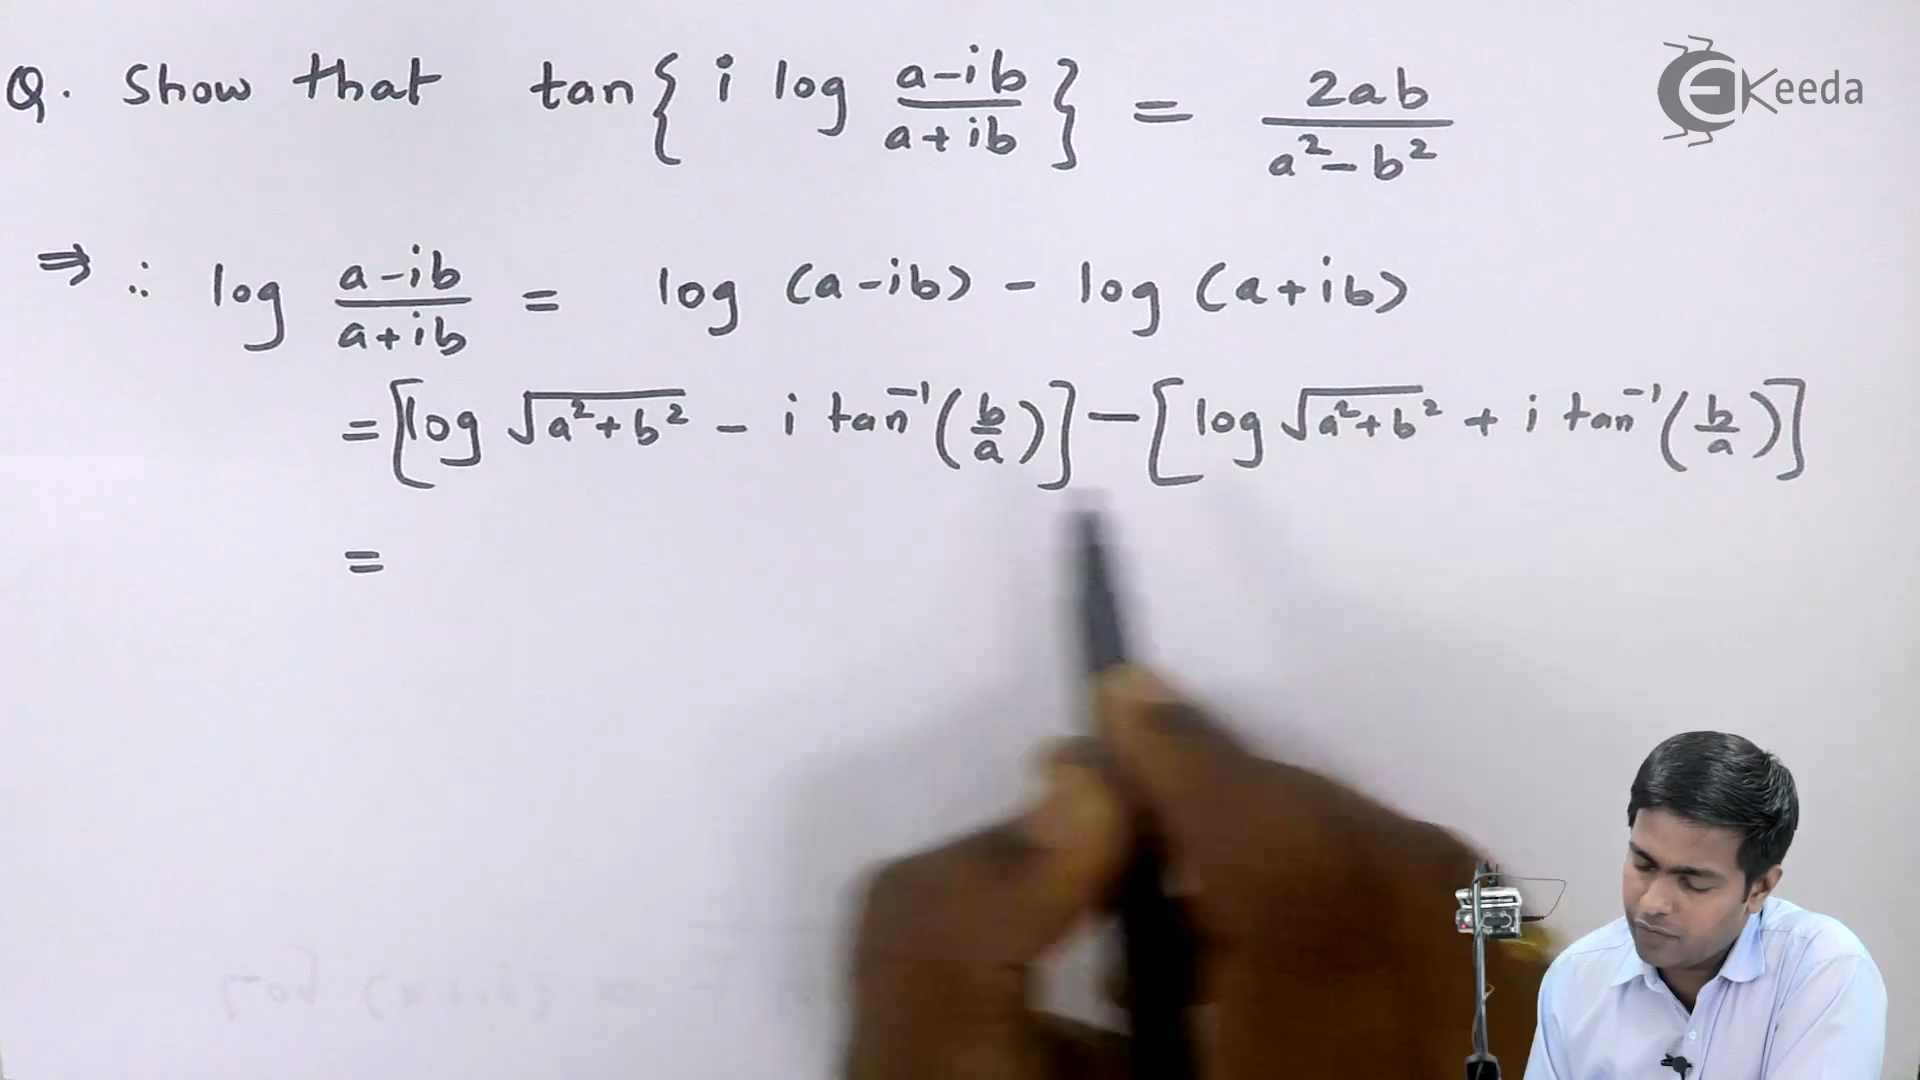 Q. Show that tan{ i log (a-ib)/(a+ib) } = 2ab/(a²-b²)
EKeeda
⇒ ∴ log (a-ib)/(a+ib) = log (a-ib) - log (a+ib)
= [log √(a²+b²) - i tan⁻¹(b/a)] - [log √(a²+b²) + i tan⁻¹(b/a)]
=